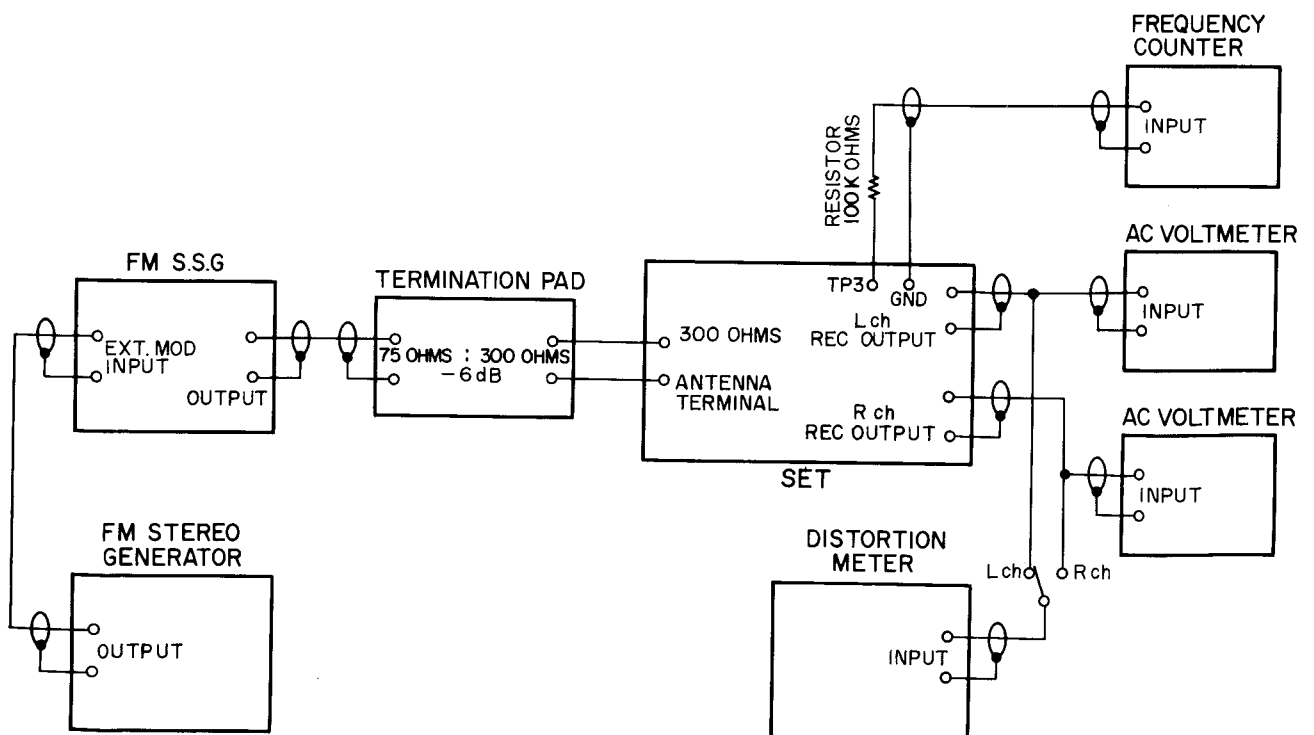 FREQUENCY
COUNTER
INPUT
RESISTOR
100K OHMS
AC VOLTMETER
INPUT
FM S.S.G
EXT. MOD
INPUT
OUTPUT
TERMINATION PAD
75 OHMS : 300 OHMS
-6dB
TP3
GND
300 OHMS
L ch
REC OUTPUT
ANTENNA
TERMINAL
R ch
REC OUTPUT
SET
AC VOLTMETER
INPUT
FM STEREO
GENERATOR
OUTPUT
DISTORTION
METER
L ch
R ch
INPUT